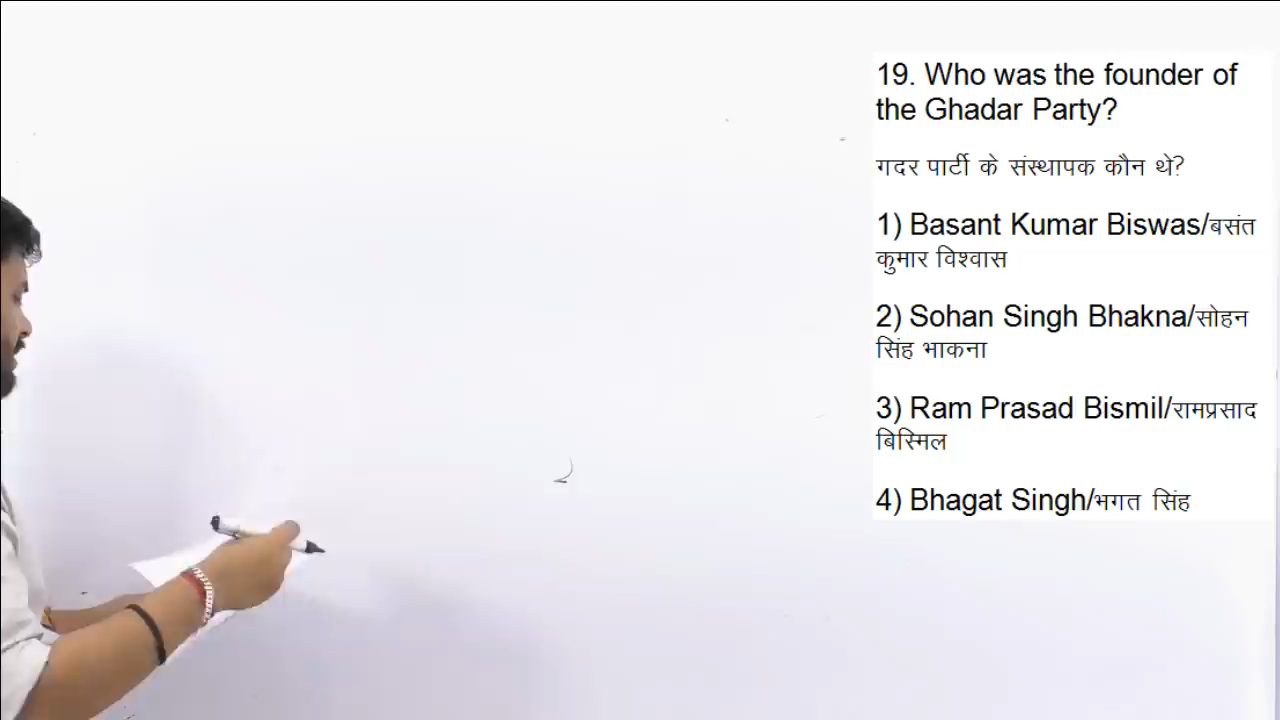 19. Who was the founder of
the Ghadar Party?
गदर पार्टी के संस्थापक कौन थे?
1) Basant Kumar Biswas/बसंत
कुमार विश्वास
2) Sohan Singh Bhakna/सोहन
सिंह भाकना
3) Ram Prasad Bismil/रामप्रसाद
बिस्मिल
4) Bhagat Singh/भगत सिंह